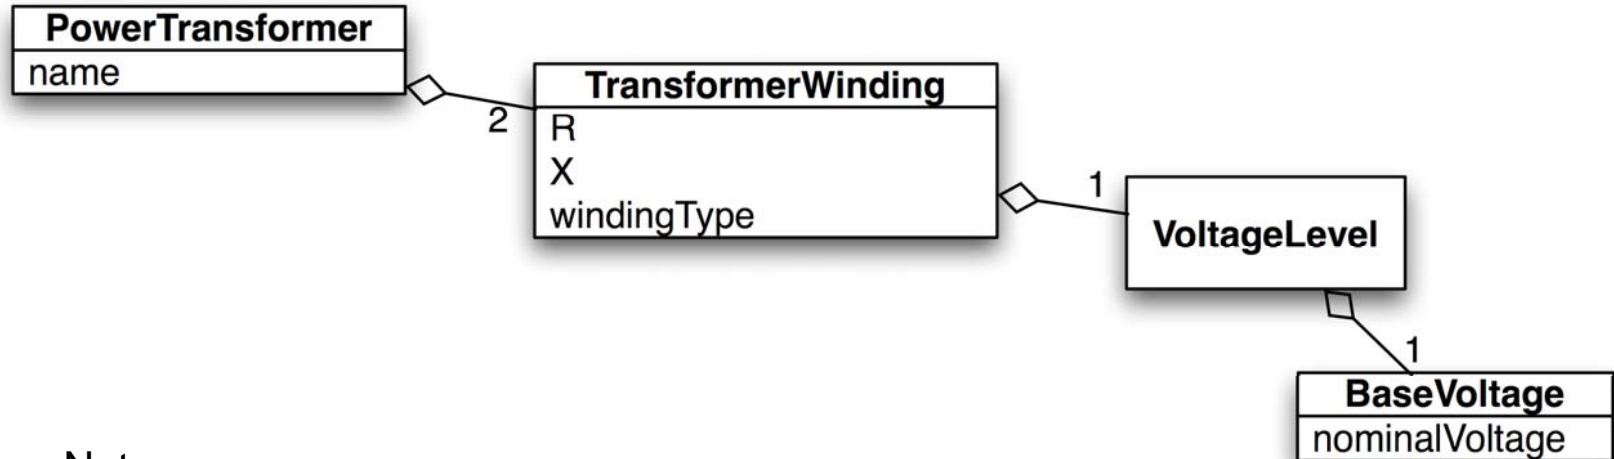 PowerTransformer
name
2
TransformerWinding
R
X
windingType
1
VoltageLevel
1
BaseVoltage
nominalVoltage